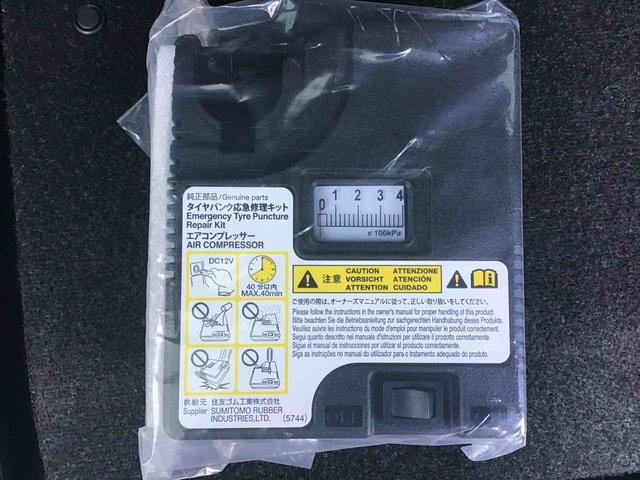 純正部品/Genuine parts
タイヤパンク応急修理キット
Emergency Tyre Puncture
Repair Kit
エアコンプレッサー
AIR COMPRESSOR
DC12V
40分以内
MAX.40min
供給元 住友ゴム工業株式会社
Supplier SUMITOMO RUBBER
INDUSTRIES,LTD. (5744)
0 1 2 3 4
x 100kPa
注意 CAUTION ATTENZIONE
VORSICHT ATENCIÓN
ATTENTION CUIDADO
ご使用の際は、オーナーズマニュアルに従って、正しい取り扱いをしてください。
Please follow the instructions in the owner's manual for proper handling of this product.
Bitte beachten Sie die Betriebsanleitung zur sachgerechten Handhabung dieses Produkts.
Veuillez suivre les instructions du mode d'emploi pour manipuler le produit correctement.
Segui quanto descritto nel manuale d'istruzioni per utilizzare il prodotto correttamente.
Sigue el manual de instrucciones por utilizar el producto correctamente.
Siga as instruções no manual do utilizador para o tratamento adequado do produto.